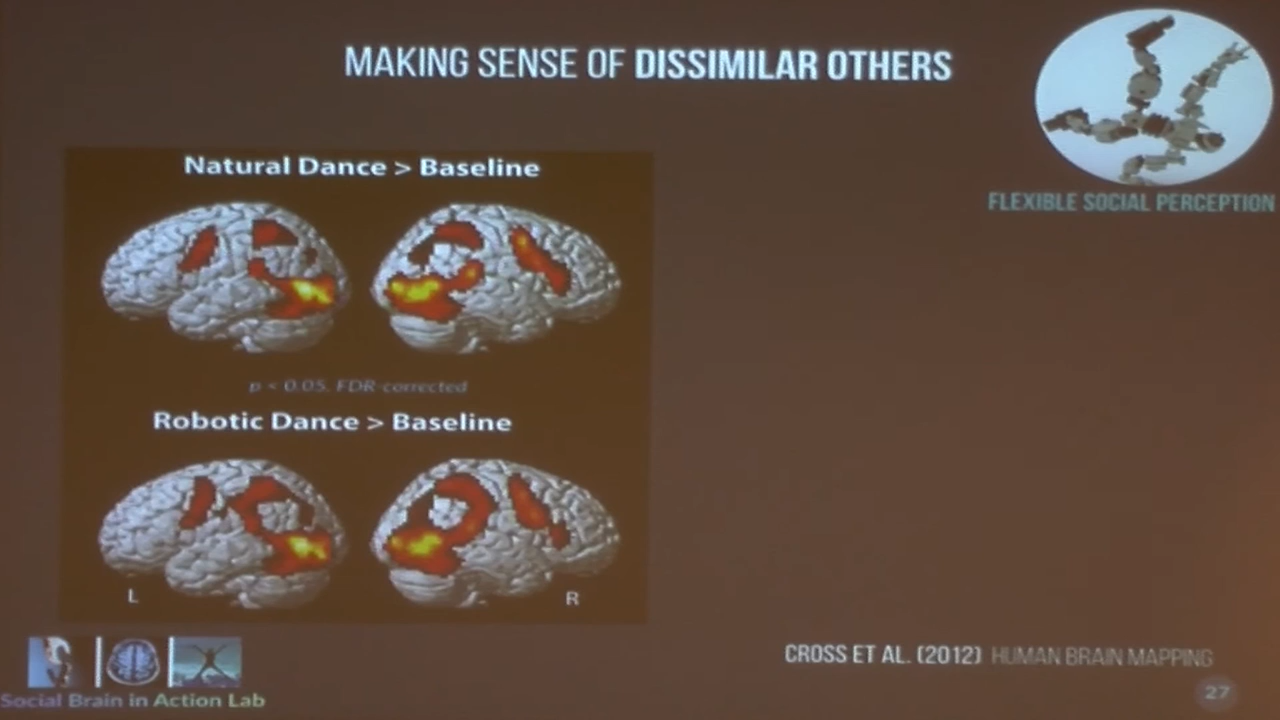 MAKING SENSE OF DISSIMILAR OTHERS
FLEXIBLE SOCIAL PERCEPTION
Natural Dance > Baseline
p < 0.05. FDR-corrected
Robotic Dance > Baseline
L
R
CROSS ET AL. (2012) HUMAN BRAIN MAPPING
Social Brain in Action Lab
27